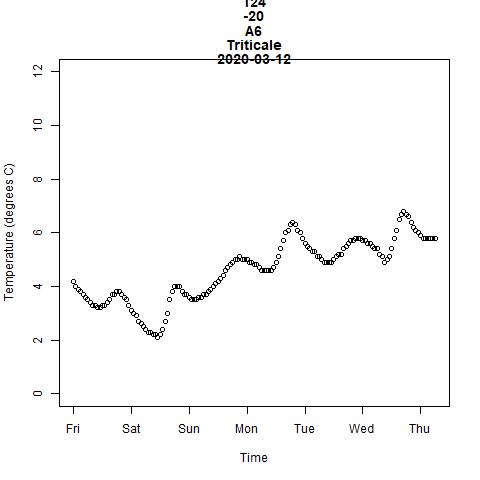 124
-20
A6
Triticale
2020-03-12
12
10
8
6
4
2
0
Temperature (degrees C)
Fri Sat Sun Mon Tue Wed Thu
Time